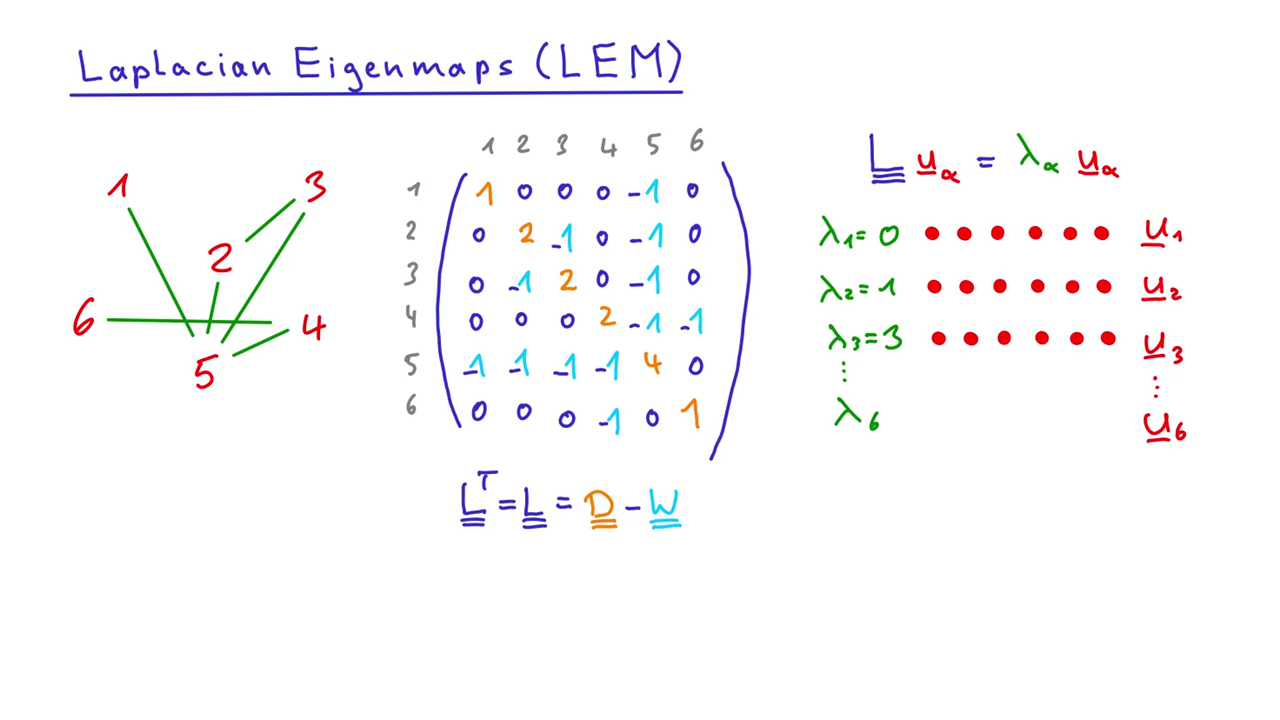 Laplacian Eigenmaps (LEM)
1 3
2
6 4
5
1 2 3 4 5 6
1 1 0 0 0 -1 0
2 0 2 -1 0 -1 0
3 0 -1 2 0 -1 0
4 0 0 0 2 -1 -1
5 -1 -1 -1 -1 4 0
6 0 0 0 -1 0 1
L^T = L = D - W
L u_α = λ_α u_α
λ_1 = 0 u_1
λ_2 = 1 u_2
λ_3 = 3 u_3
⋮ ⋮
λ_6 u_6